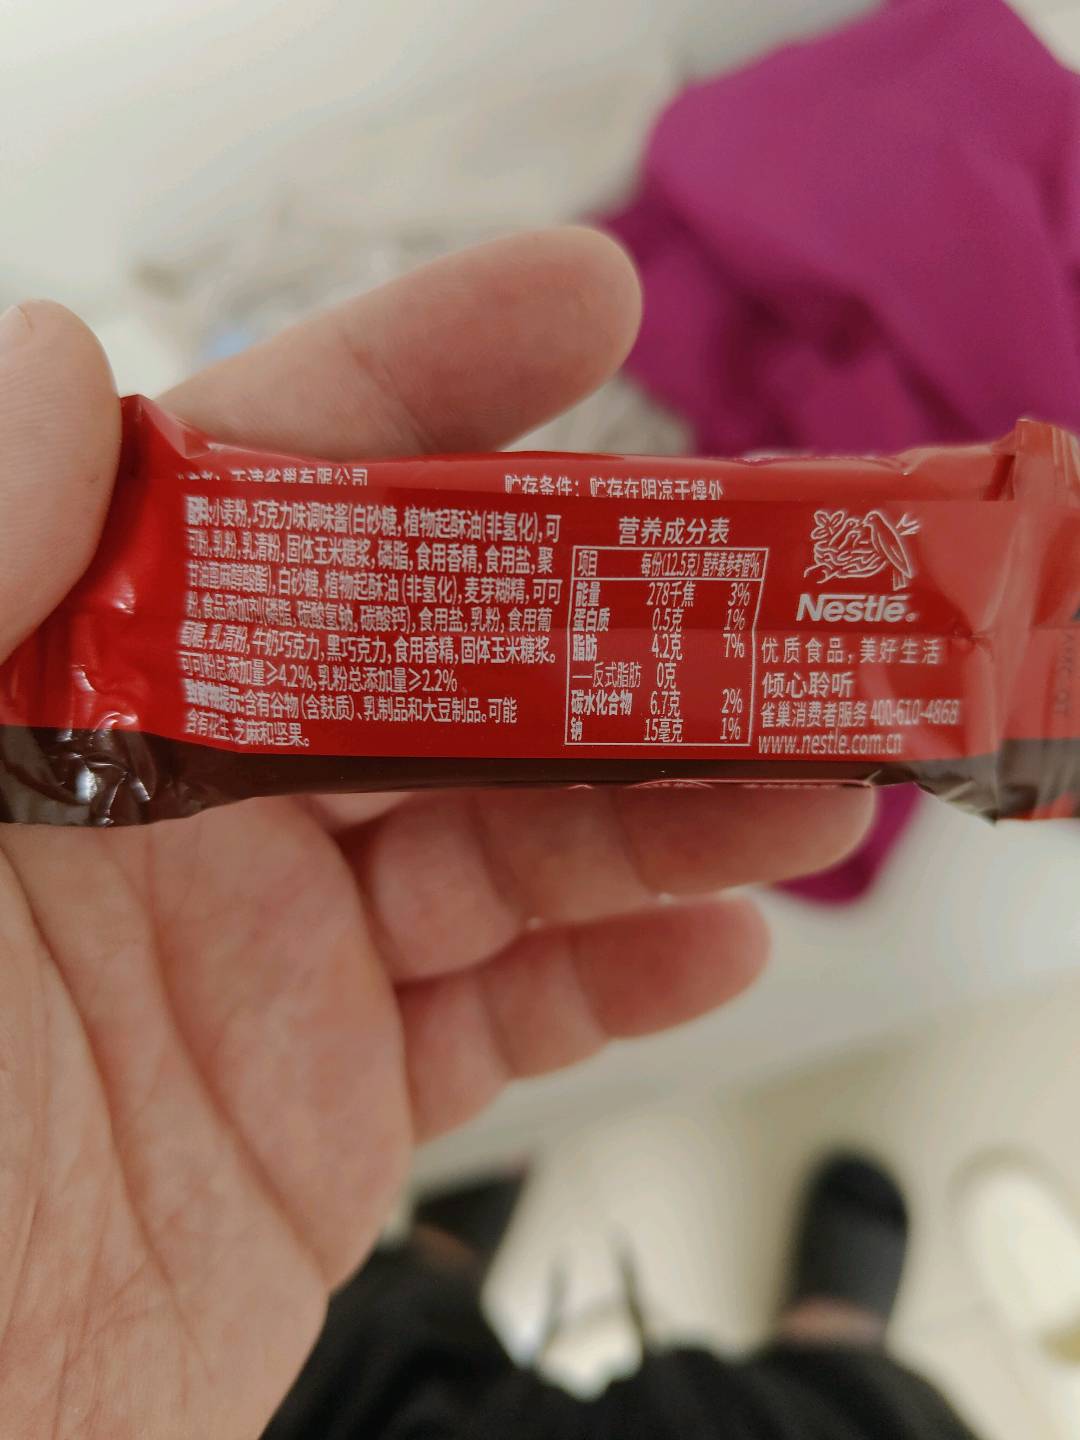 天津雀巢有限公司
贮存条件：贮存在阴凉干燥处
配料:小麦粉,巧克力味调味酱(白砂糖,植物起酥油(非氢化),可
可粉,乳粉,乳清粉,固体玉米糖浆,磷脂,食用香精,食用盐,聚
甘油蓖麻醇酸酯),白砂糖,植物起酥油(非氢化),麦芽糊精,可可
粉,食品添加剂(磷脂,碳酸氢钠,碳酸钙),食用盐,乳粉,食用葡
萄糖,乳清粉,牛奶巧克力,黑巧克力,食用香精,固体玉米糖浆。
可可粉总添加量≥4.2%,乳粉总添加量≥2.2%
致敏物提示:含有谷物(含麸质)、乳制品和大豆制品。可能
含有花生,芝麻和坚果。
营养成分表
项目 每份(12.5克) 营养素参考值%
能量 278千焦 3%
蛋白质 0.5克 1%
脂肪 4.2克 7%
—反式脂肪 0克
碳水化合物 6.7克 2%
钠 15毫克 1%
Nestlé®
优质食品,美好生活
倾心聆听
雀巢消费者服务 400-610-4868
www.nestle.com.cn